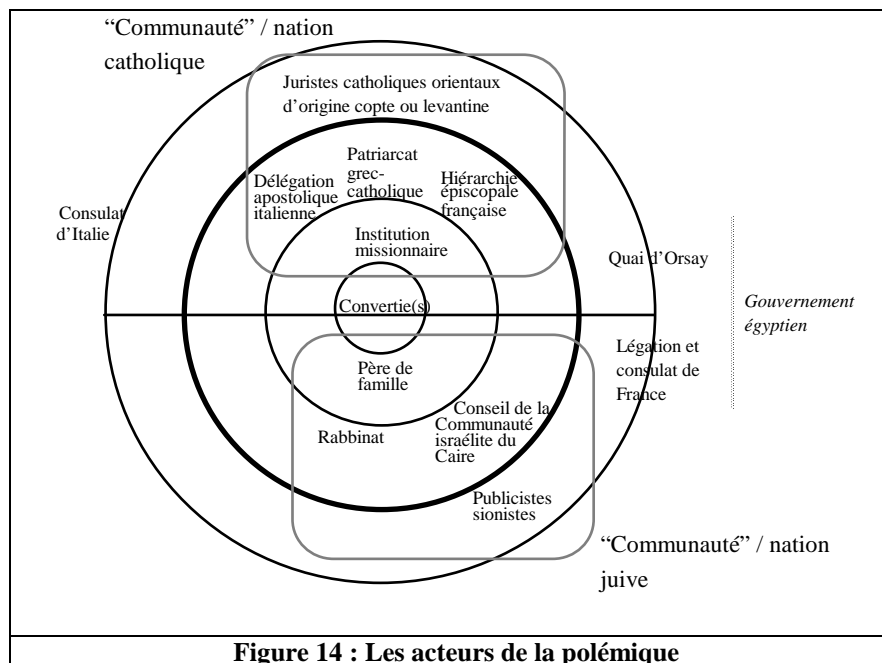 “Communauté” / nation
catholique
Juristes catholiques orientaux
d’origine copte ou levantine
Patriarcat
grec-
catholique
Délégation
apostolique
italienne
Hiérarchie
épiscopale
française
Consulat
d’Italie
Institution
missionnaire
Quai d’Orsay
Convertie(s)
Gouvernement
égyptien
Légation et
consulat de
France
Père de
famille
Conseil de la
Communauté
israélite du
Caire
Rabbinat
Publicistes
sionistes
“Communauté” / nation
juive
Figure 14 : Les acteurs de la polémique